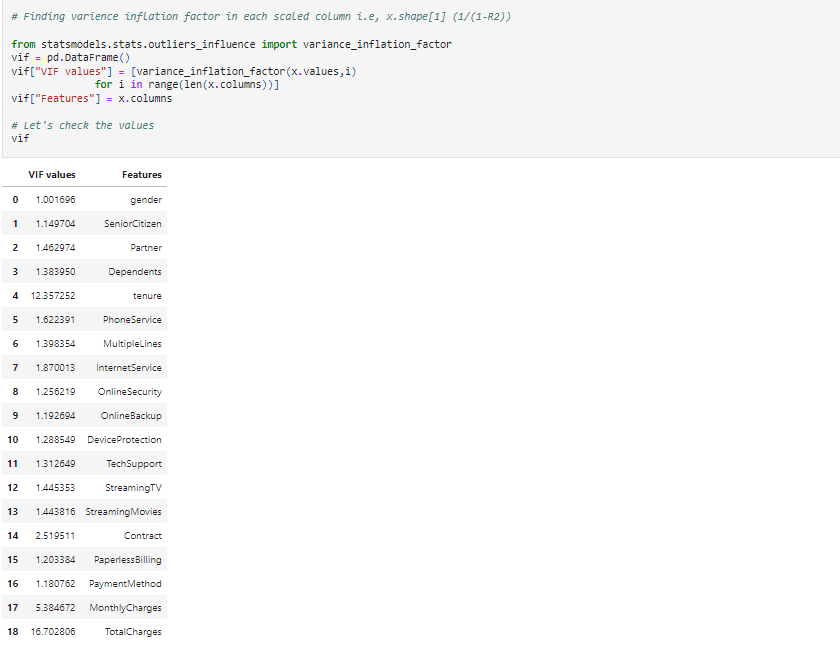 # Finding varience inflation factor in each scaled column i.e, x.shape[1] (1/(1-R2))
from statsmodels.stats.outliers_influence import variance_inflation_factor
vif = pd.DataFrame()
vif["VIF values"] = [variance_inflation_factor(x.values,i)
for i in range(len(x.columns))]
vif["Features"] = x.columns
# Let's check the values
vif
VIF values Features
0 1.001696 gender
1 1.149704 SeniorCitizen
2 1.462974 Partner
3 1.383950 Dependents
4 12.357252 tenure
5 1.622391 PhoneService
6 1.398354 MultipleLines
7 1.870013 InternetService
8 1.256219 OnlineSecurity
9 1.192694 OnlineBackup
10 1.288549 DeviceProtection
11 1.312649 TechSupport
12 1.445353 StreamingTV
13 1.443816 StreamingMovies
14 2.519511 Contract
15 1.203384 PaperlessBilling
16 1.180762 PaymentMethod
17 5.384672 MonthlyCharges
18 16.702806 TotalCharges